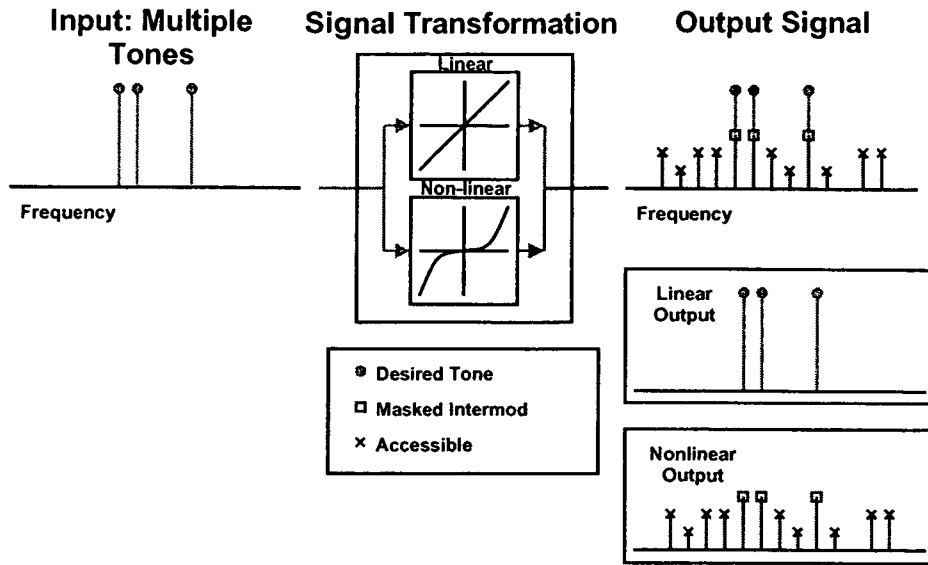 Input: Multiple
Tones
Signal Transformation
Output Signal
Linear
Non-linear
Frequency
Frequency
Linear
Output
Desired Tone
Masked Intermod
Accessible
Nonlinear
Output